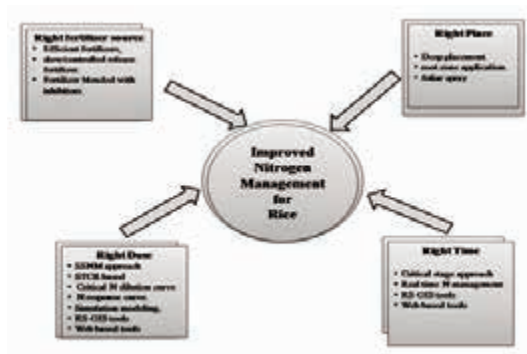 Right fertilizer source
• Efficient Fertilizers,
• slow/controlled release
fertilizer
• Fertilizer blended with
inhibitors
Right Place
• Deep placement
• root zone application
• foliar spray
Improved
Nitrogen
Management
for
Rice
Right Dose
• SSNM approach
• STCR based
• Critical N dilution curve
• N response curve
• Simulation modeling,
• RS-GIS tools
• Web based tools
Right Time
• Critical stage approach
• Real time N management
• RS-GIS tools
• Web based tools